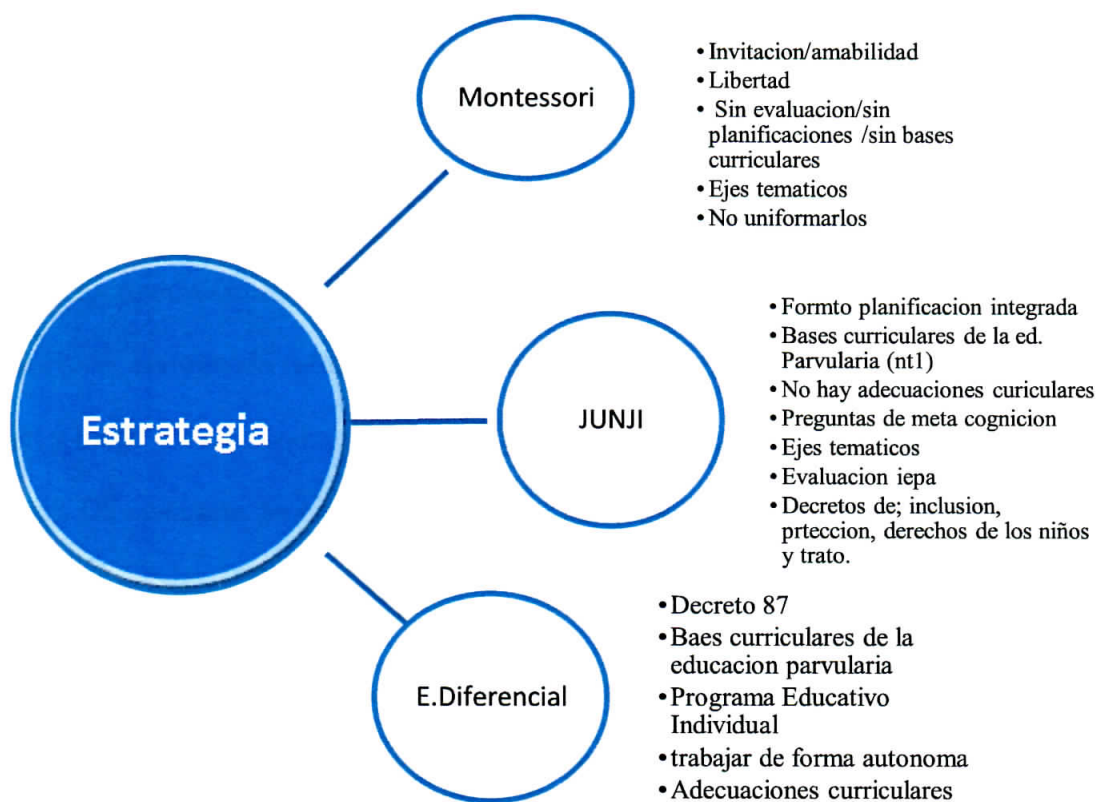 Montessori
• Invitacion/amabilidad
• Libertad
• Sin evaluacion/sin
planificaciones /sin bases
curriculares
• Ejes tematicos
• No uniformarlos
Estrategia
JUNJI
• Formto planificacion integrada
• Bases curriculares de la ed.
Parvularia (nt1)
• No hay adecuaciones curiculares
• Preguntas de meta cognicion
• Ejes tematicos
• Evaluacion iepa
• Decretos de; inclusion,
prteccion, derechos de los niños
y trato.
E.Diferencial
• Decreto 87
• Baes curriculares de la
educacion parvularia
• Programa Educativo
Individual
• trabajar de forma autonoma
• Adecuaciones curriculares